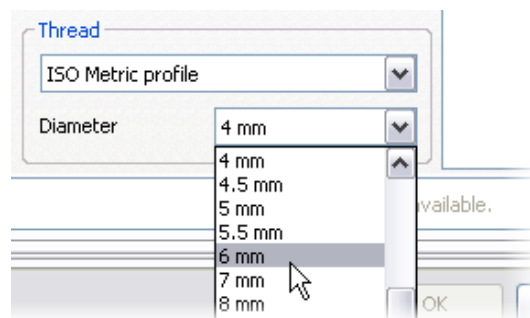 Thread
ISO Metric profile
Diameter 4 mm
4 mm
4.5 mm
5 mm
5.5 mm
vailable.
6 mm
7 mm
8 mm
OK